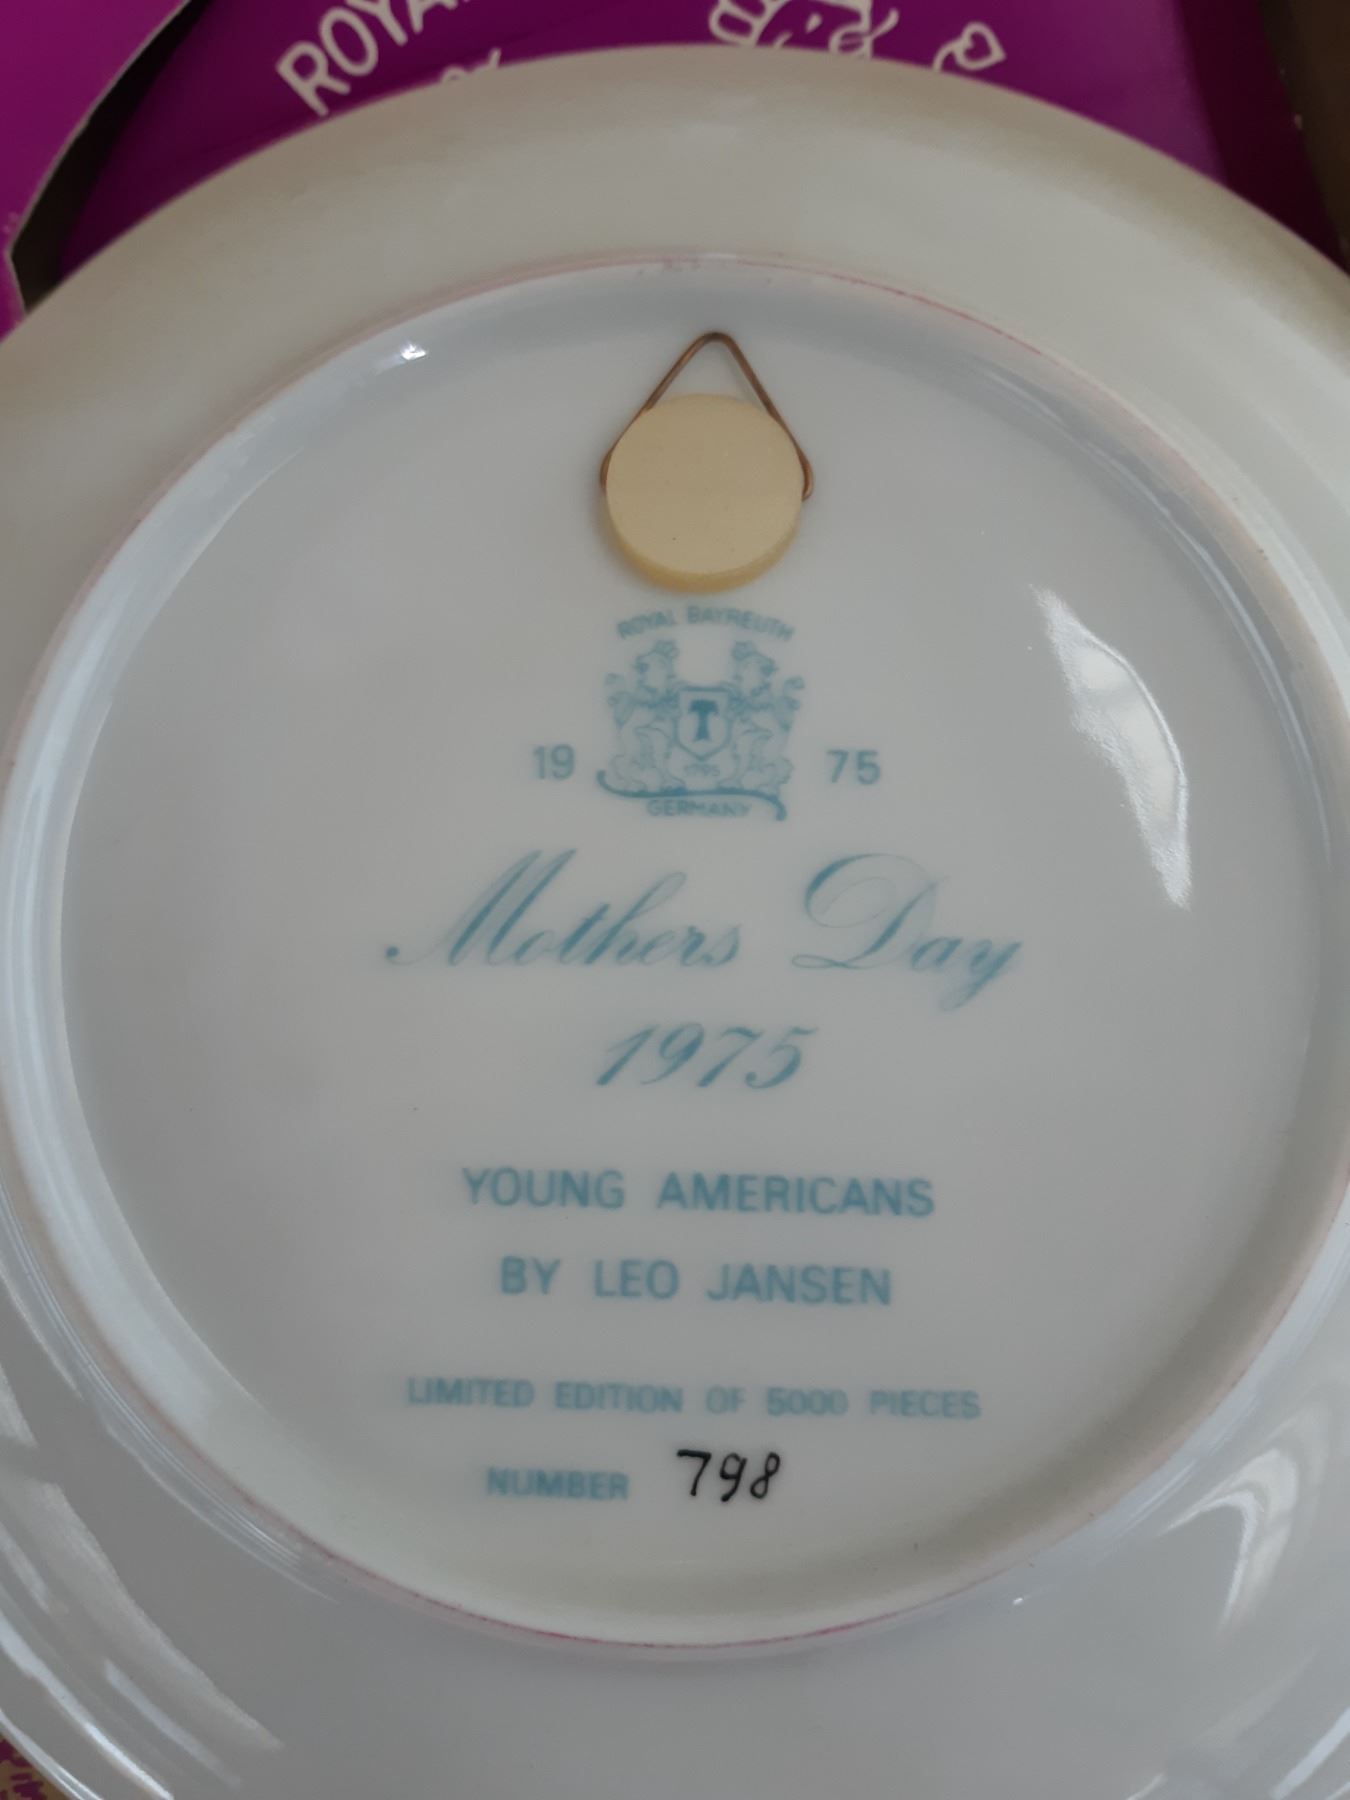 ROYA
ROYAL BAYREUTH
T
19 75
GERMANY
Mothers Day
1975
YOUNG AMERICANS
BY LEO JANSEN
LIMITED EDITION OF 5000 PIECES
NUMBER 798